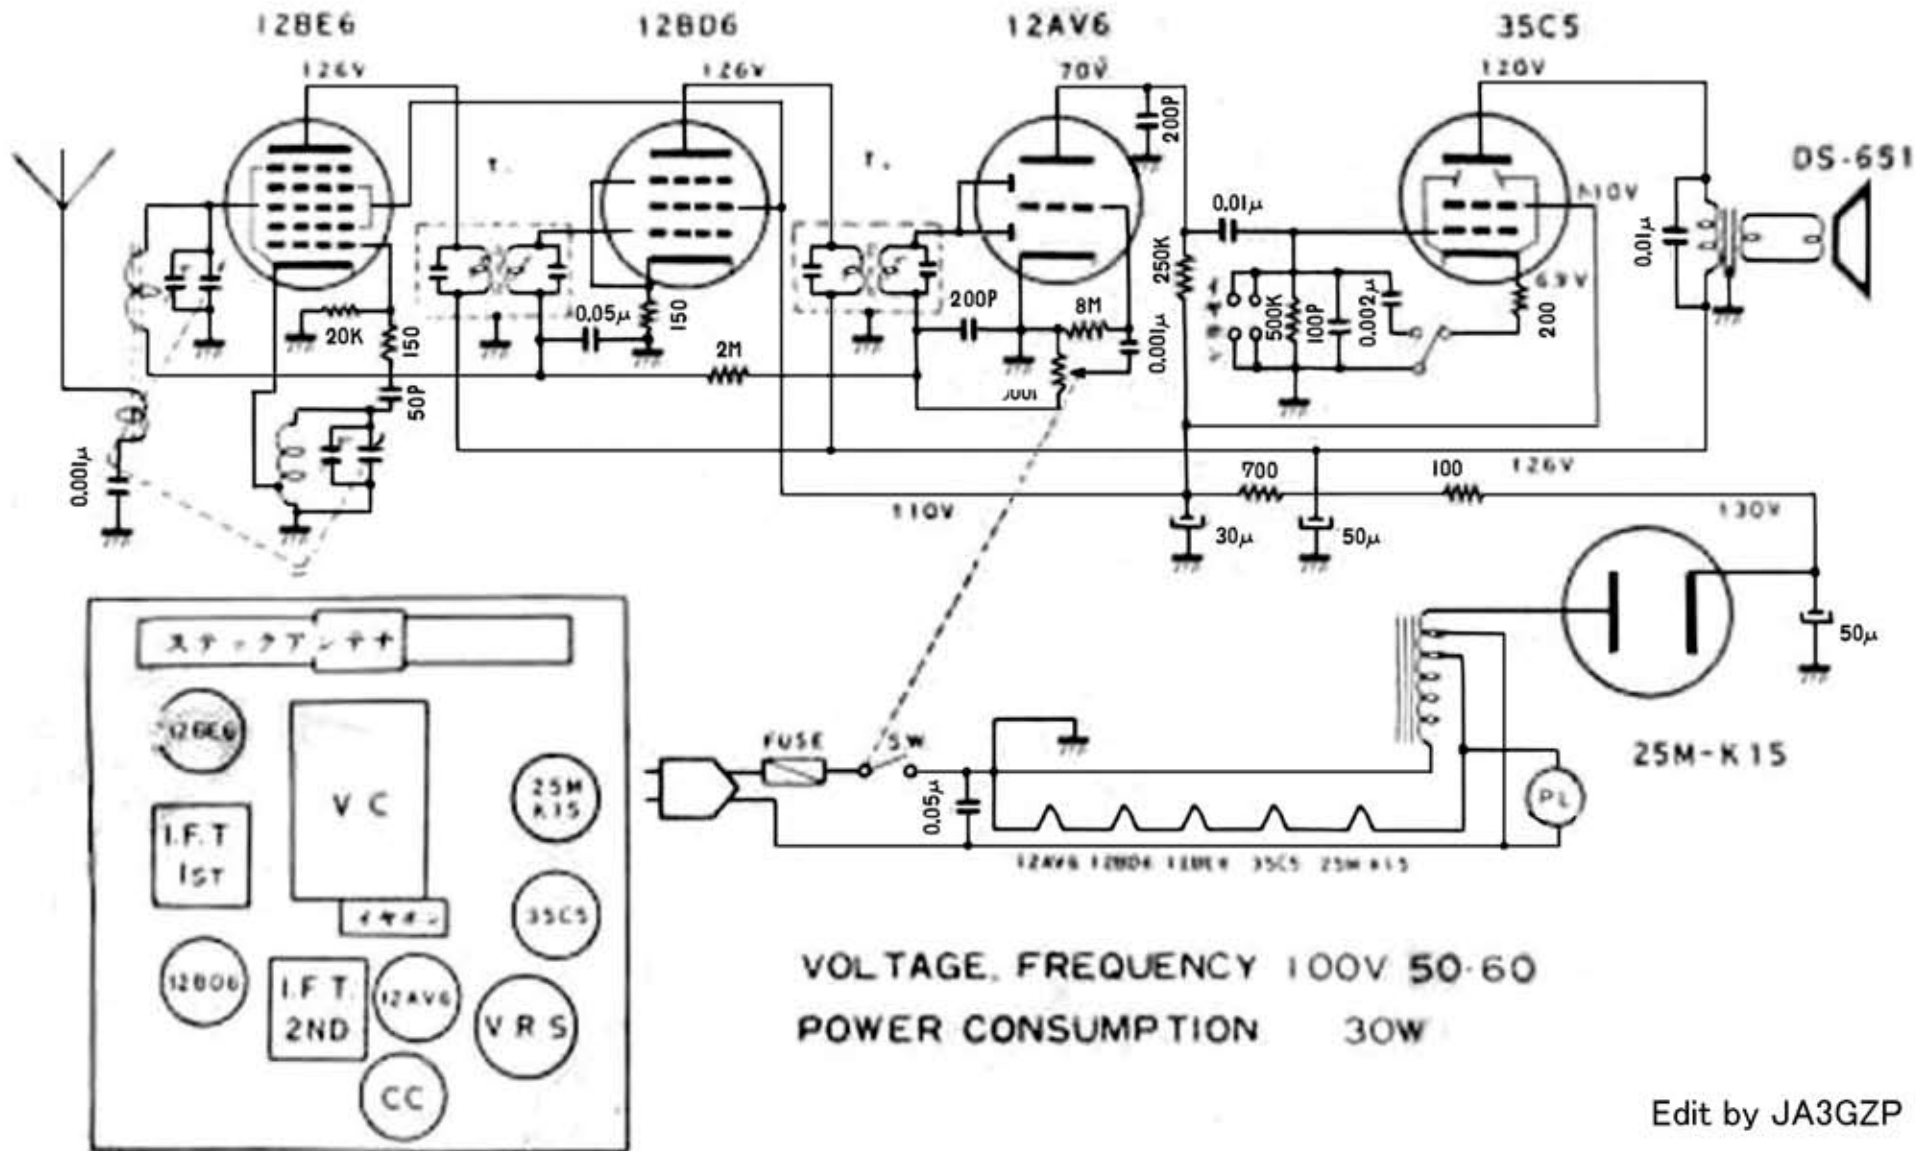 12BE6
12BD6
12AV6
35C5
126V
126V
70V
120V
200P
DS-651
110V
0.01μ
0.01μ
250K
6.9V
0.05μ
200P
8M
500K
100P
0.002μ
200
20K
150
150
2M
0.001μ
50P
0.001μ
700
100
126V
110V
130V
30μ
50μ
50μ
ステックアンテナ
12BE6
VC
25M
K15
I.F.T
1ST
35C5
12BD6
I.F.T.
2ND
12AV6
VRS
CC
FUSE
SW
0.05μ
PL
25M-K15
12AV6 12BD6 12BE6 35C5 25M K15
VOLTAGE. FREQUENCY 100V 50·60
POWER CONSUMPTION 30W
Edit by JA3GZP